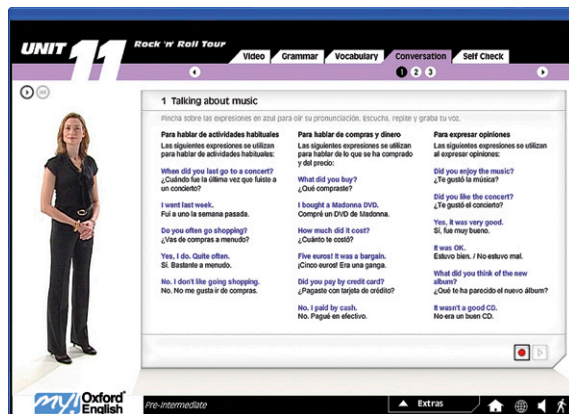 UNIT 11
Rock 'n' Roll Tour
Video
Grammar
Vocabulary
Conversation
Self Check
1 2 3
1 Talking about music
Pincha sobre las expresiones en azul para oír su pronunciación. Escucha, repite y graba tu voz.
Para hablar de actividades habituales
Las siguientes expresiones se utilizan
para hablar de actividades habituales:
When did you last go to a concert?
¿Cuándo fue la última vez que fuiste a
un concierto?
I went last week.
Fui a uno la semana pasada.
Do you often go shopping?
¿Vas de compras a menudo?
Yes, I do. Quite often.
Sí. Bastante a menudo.
No. I don't like going shopping.
No. No me gusta ir de compras.
Para hablar de compras y dinero
Las siguientes expresiones se utilizan
para hablar de lo que se ha comprado
y del precio:
What did you buy?
¿Qué compraste?
I bought a Madonna DVD.
Compré un DVD de Madonna.
How much did it cost?
¿Cuánto te costó?
Five euros! It was a bargain.
¡Cinco euros! Era una ganga.
Did you pay by credit card?
¿Pagaste con tarjeta de crédito?
No. I paid by cash.
No. Pagué en efectivo.
Para expresar opiniones
Las siguientes expresiones se utilizan
al expresar opiniones:
Did you enjoy the music?
¿Te gustó la música?
Did you like the concert?
¿Te gustó el concierto?
Yes, it was very good.
Sí, fue muy bueno.
It was OK.
Estuvo bien. / No estuvo mal.
What did you think of the new
album?
¿Qué te ha parecido el nuevo álbum?
It wasn't a good CD.
No era un buen CD.
my! Oxford
English
Pre-Intermediate
Extras